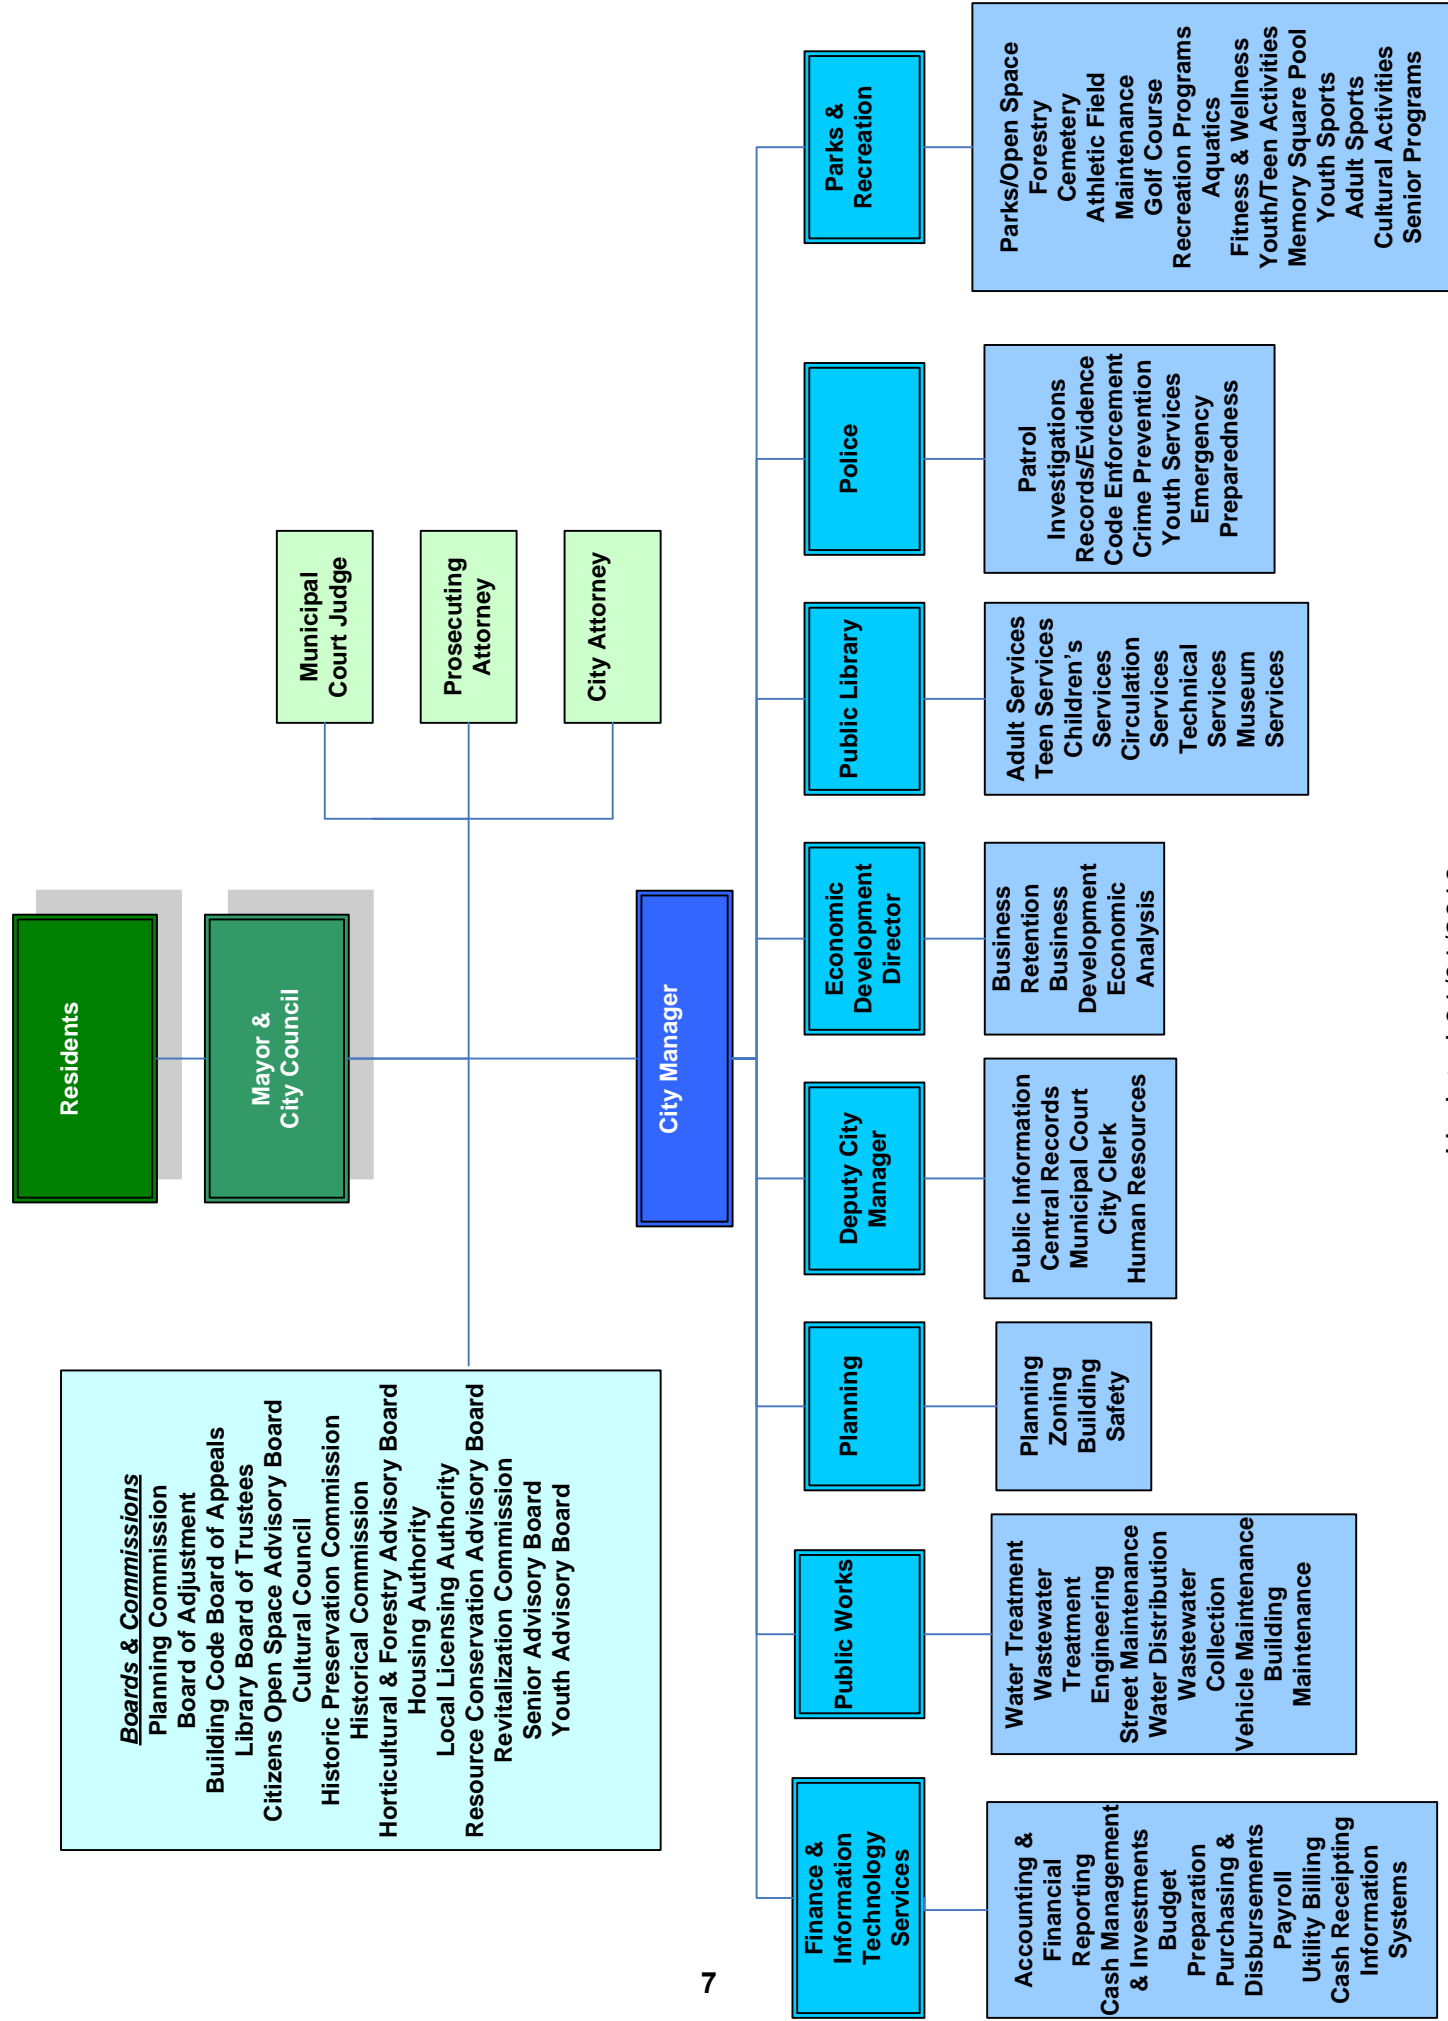 Residents
Mayor &
City Council
Boards & Commissions
Planning Commission
Board of Adjustment
Building Code Board of Appeals
Library Board of Trustees
Citizens Open Space Advisory Board
Cultural Council
Historic Preservation Commission
Historical Commission
Horticultural & Forestry Advisory Board
Housing Authority
Local Licensing Authority
Resource Conservation Advisory Board
Revitalization Commission
Senior Advisory Board
Youth Advisory Board
Municipal
Court Judge
Prosecuting
Attorney
City Attorney
City Manager
Finance &
Information
Technology
Services
Public Works
Planning
Deputy City
Manager
Economic
Development
Director
Public Library
Police
Parks &
Recreation
Accounting &
Financial
Reporting
Cash Management
& Investments
Budget
Preparation
Purchasing &
Disbursements
Payroll
Utility Billing
Cash Receipting
Information
Systems
Water Treatment
Wastewater
Treatment
Engineering
Street Maintenance
Water Distribution
Wastewater
Collection
Vehicle Maintenance
Building
Maintenance
Planning
Zoning
Building
Safety
Public Information
Central Records
Municipal Court
City Clerk
Human Resources
Business
Retention
Business
Development
Economic
Analysis
Adult Services
Teen Services
Children's
Services
Circulation
Services
Technical
Services
Museum
Services
Patrol
Investigations
Records/Evidence
Code Enforcement
Crime Prevention
Youth Services
Emergency
Preparedness
Parks/Open Space
Forestry
Cemetery
Athletic Field
Maintenance
Golf Course
Recreation Programs
Aquatics
Fitness & Wellness
Youth/Teen Activities
Memory Square Pool
Youth Sports
Adult Sports
Cultural Activities
Senior Programs
7